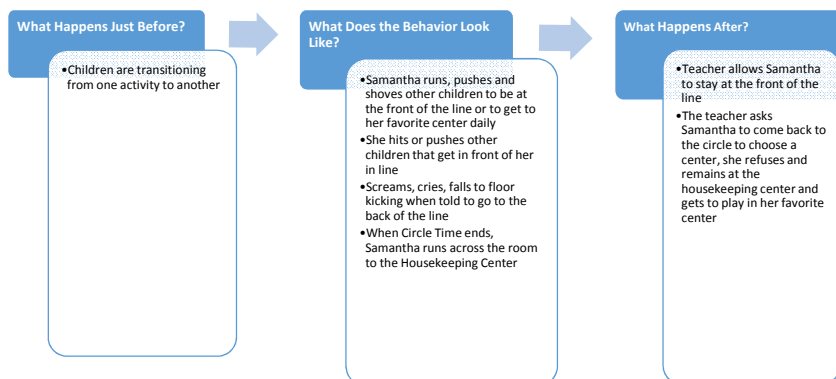 What Happens Just Before?
•Children are transitioning
from one activity to another
What Does the Behavior Look
Like?
•Samantha runs, pushes and
shoves other children to be at
the front of the line or to get to
her favorite center daily
•She hits or pushes other
children that get in front of her
in line
•Screams, cries, falls to floor
kicking when told to go to the
back of the line
•When Circle Time ends,
Samantha runs across the room
to the Housekeeping Center
What Happens After?
•Teacher allows Samantha
to stay at the front of the
line
•The teacher asks
Samantha to come back to
the circle to choose a
center, she refuses and
remains at the
housekeeping center and
gets to play in her favorite
center